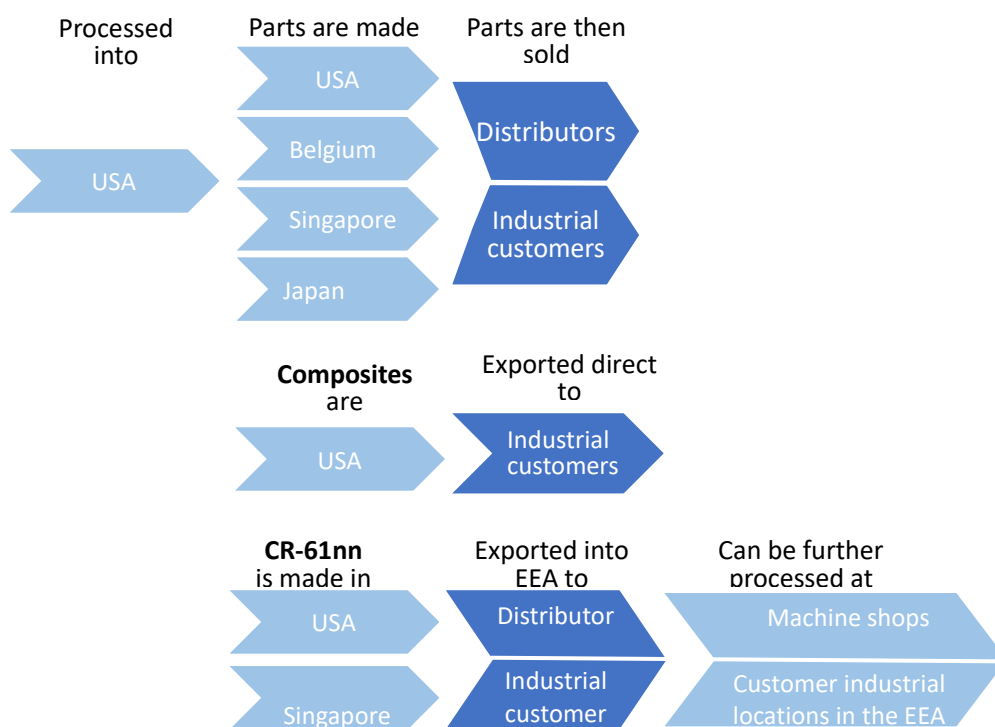 Processed
into
Parts are made
Parts are then
sold
USA
USA
Belgium
Singapore
Japan
Distributors
Industrial
customers
Composites
are
Exported direct
to
USA
Industrial
customers
CR-61nn
is made in
Exported into
EEA to
Can be further
processed at
USA
Distributor
Machine shops
Singapore
Industrial
customer
Customer industrial
locations in the EEA